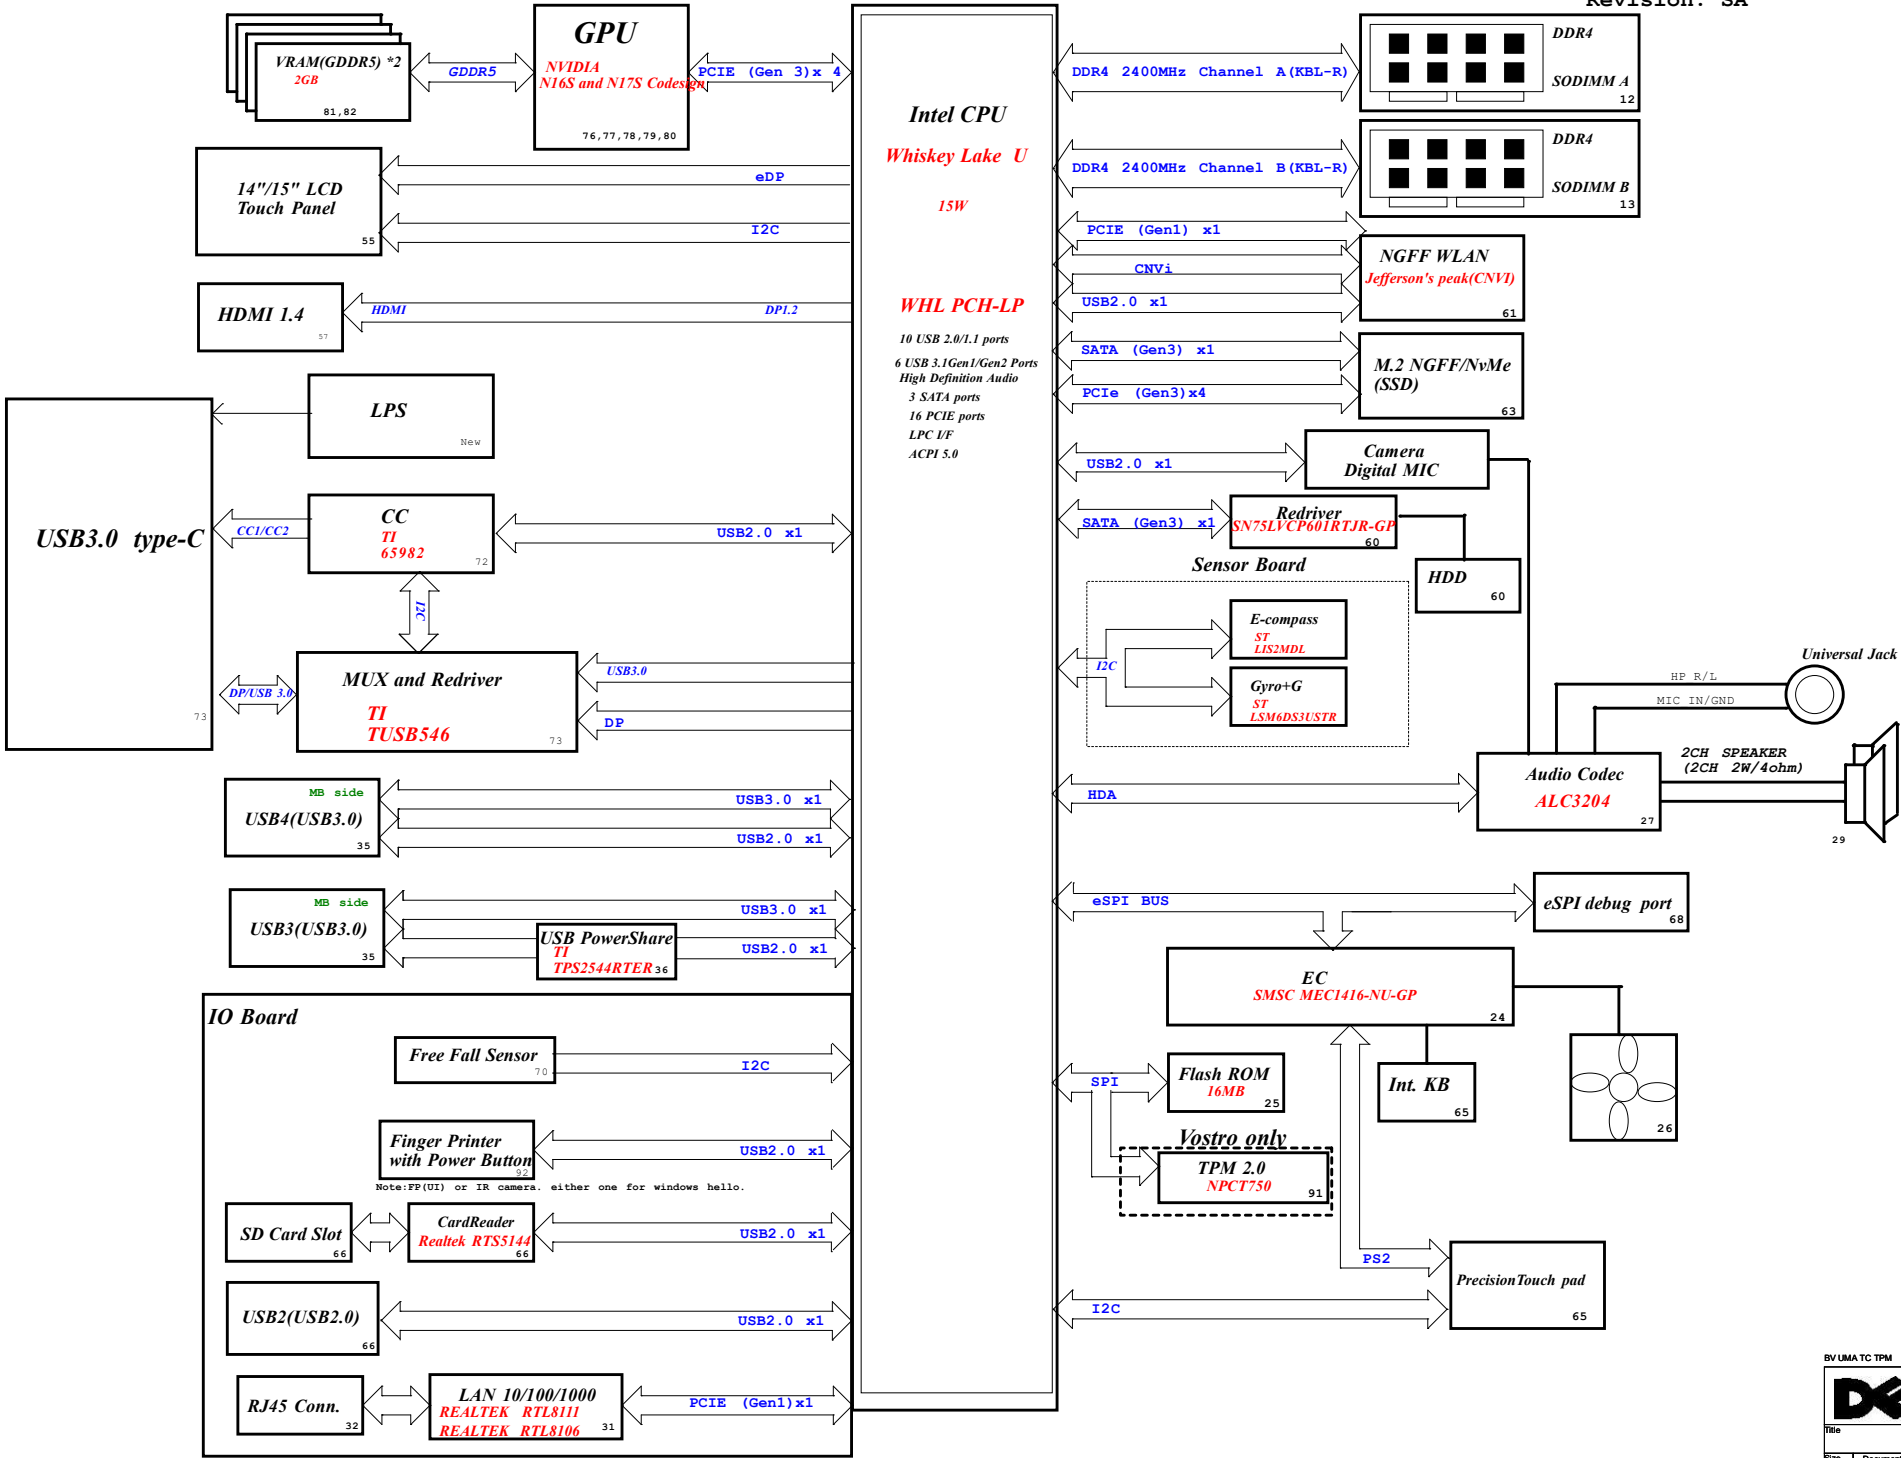 Revision: SA
VRAM(GDDR5) *2
2GB
81,82
GDDR5
GPU
NVIDIA
N16S and N17S Codesign
76,77,78,79,80
PCIE (Gen 3)x 4
14"/15" LCD
Touch Panel
55
eDP
I2C
HDMI 1.4
57
HDMI
DP1.2
LPS
New
USB3.0 type-C
73
CC1/CC2
CC
TI
65982
72
USB2.0 x1
I2C
DP/USB 3.0
MUX and Redriver
TI
TUSB546
73
USB3.0
DP
MB side
USB4(USB3.0)
35
USB3.0 x1
USB2.0 x1
MB side
USB3(USB3.0)
35
USB3.0 x1
USB PowerShare
TI
TPS2544RTER
36
USB2.0 x1
IO Board
Free Fall Sensor
70
I2C
Finger Printer
with Power Button
92
USB2.0 x1
Note:FP(UI) or IR camera. either one for windows hello.
SD Card Slot
66
CardReader
Realtek RTS5144
66
USB2.0 x1
USB2(USB2.0)
66
USB2.0 x1
RJ45 Conn.
32
LAN 10/100/1000
REALTEK RTL8111
REALTEK RTL8106
31
PCIE (Gen1)x1
Intel CPU
Whiskey Lake U
15W
WHL PCH-LP
10 USB 2.0/1.1 ports
6 USB 3.1Gen1/Gen2 Ports
High Definition Audio
3 SATA ports
16 PCIE ports
LPC I/F
ACPI 5.0
DDR4 2400MHz Channel A(KBL-R)
DDR4
SODIMM A
12
DDR4 2400MHz Channel B(KBL-R)
DDR4
SODIMM B
13
PCIE (Gen1) x1
CNVi
USB2.0 x1
NGFF WLAN
Jefferson's peak(CNVI)
61
SATA (Gen3) x1
PCIe (Gen3)x4
M.2 NGFF/NvMe
(SSD)
63
USB2.0 x1
Camera
Digital MIC
SATA (Gen3) x1
Redriver
SN75LVCP601RTJR-GP
60
HDD
60
Sensor Board
I2C
E-compass
ST
LIS2MDL
Gyro+G
ST
LSM6DS3USTR
Universal Jack
HP R/L
MIC IN/GND
HDA
Audio Codec
ALC3204
27
2CH SPEAKER
(2CH 2W/4ohm)
29
eSPI BUS
eSPI debug port
68
EC
SMSC MEC1416-NU-GP
24
26
Int. KB
65
SPI
Flash ROM
16MB
25
Vostro only
TPM 2.0
NPCT750
91
PS2
I2C
PrecisionTouch pad
65
BV UMA TC TPM
Title